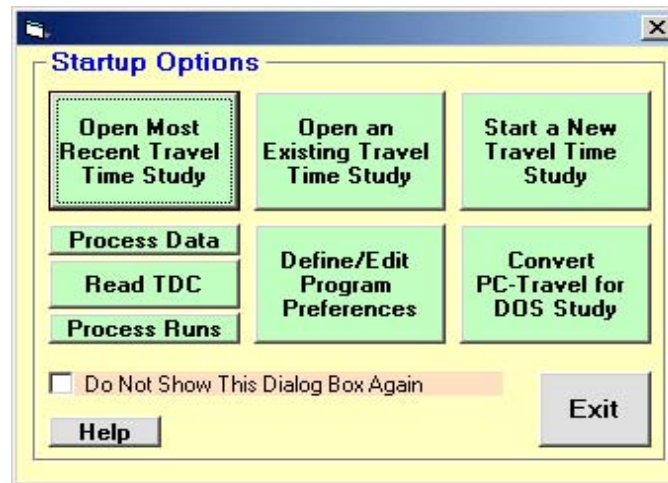 Startup Options
Open Most
Recent Travel
Time Study
Open an
Existing Travel
Time Study
Start a New
Travel Time
Study
Process Data
Read TDC
Process Runs
Define/Edit
Program
Preferences
Convert
PC-Travel for
DOS Study
Do Not Show This Dialog Box Again
Help
Exit